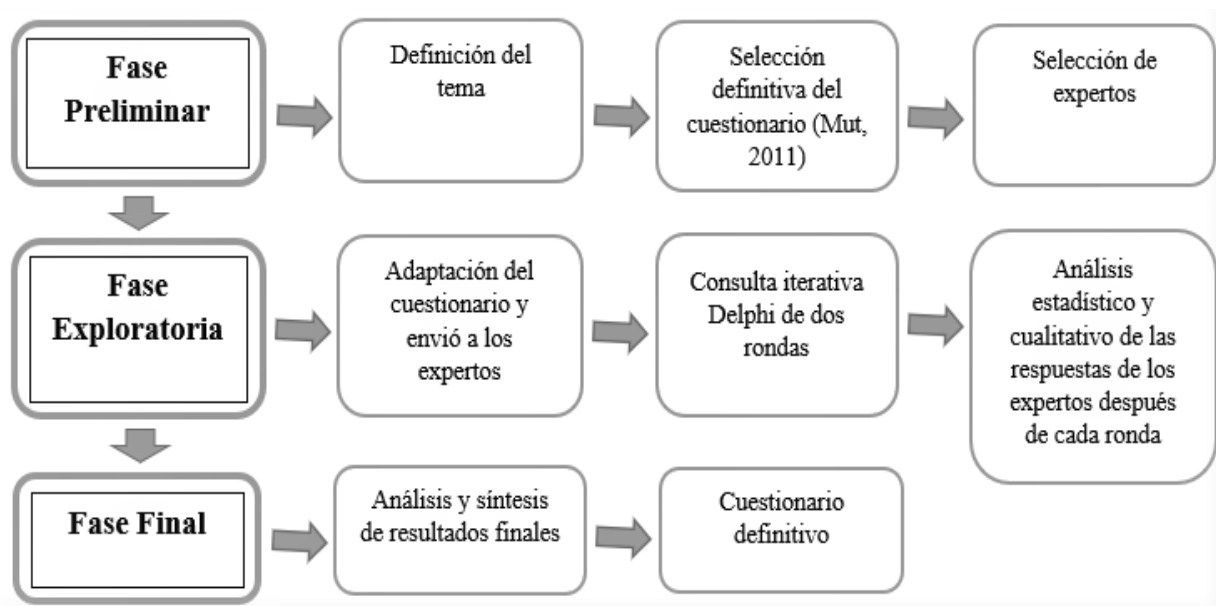 Fase
Preliminar
Definición del
tema
Selección
definitiva del
cuestionario (Mut,
2011)
Selección de
expertos
Fase
Exploratoria
Adaptación del
cuestionario y
envió a los
expertos
Consulta iterativa
Delphi de dos
rondas
Análisis
estadístico y
cualitativo de las
respuestas de los
expertos después
de cada ronda
Fase Final
Análisis y síntesis
de resultados finales
Cuestionario
definitivo